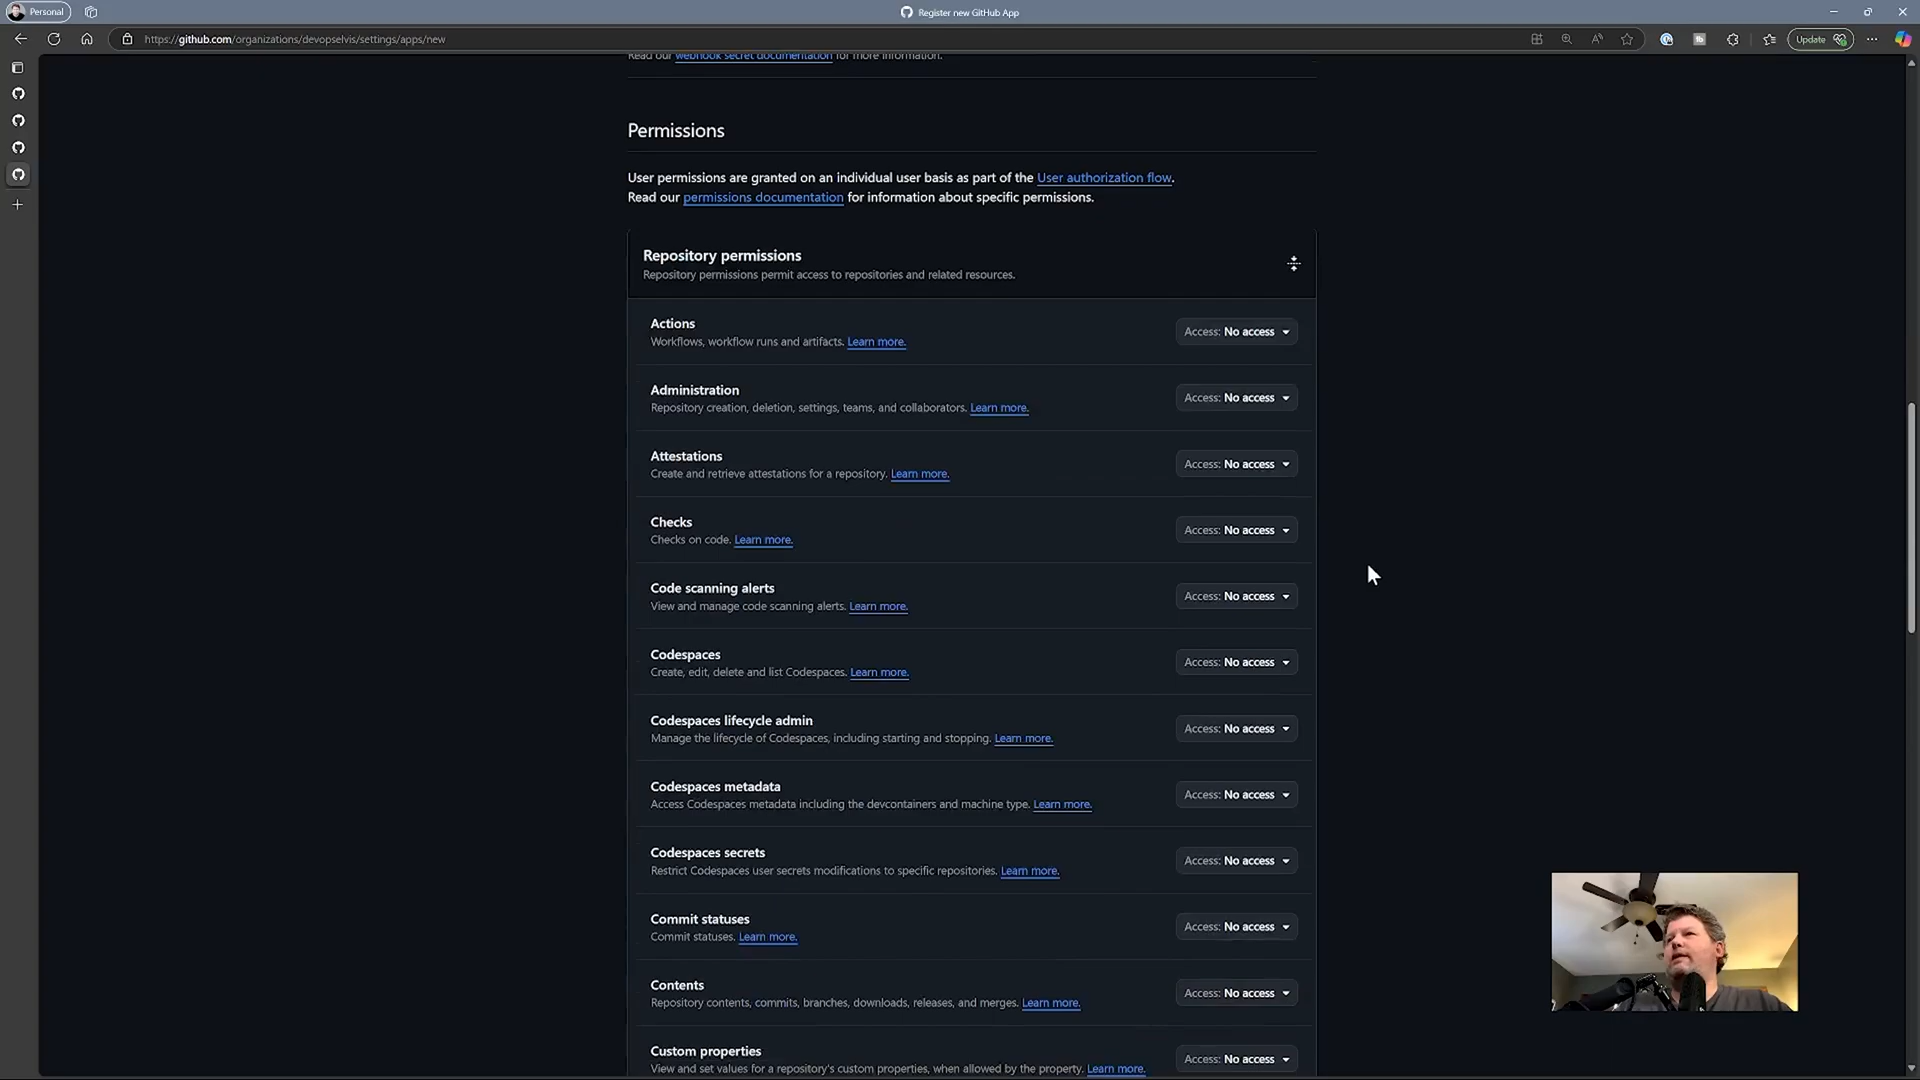 Personal
Register new GitHub App
https://github.com/organizations/devopselvis/settings/apps/new
Update
Read our webhook secret documentation for more information.
Permissions
User permissions are granted on an individual user basis as part of the User authorization flow.
Read our permissions documentation for information about specific permissions.
Repository permissions
Repository permissions permit access to repositories and related resources.
Actions
Workflows, workflow runs and artifacts. Learn more.
Access: No access
Administration
Repository creation, deletion, settings, teams, and collaborators. Learn more.
Access: No access
Attestations
Create and retrieve attestations for a repository. Learn more.
Access: No access
Checks
Checks on code. Learn more.
Access: No access
Code scanning alerts
View and manage code scanning alerts. Learn more.
Access: No access
Codespaces
Create, edit, delete and list Codespaces. Learn more.
Access: No access
Codespaces lifecycle admin
Manage the lifecycle of Codespaces, including starting and stopping. Learn more.
Access: No access
Codespaces metadata
Access Codespaces metadata including the devcontainers and machine type. Learn more.
Access: No access
Codespaces secrets
Restrict Codespaces user secrets modifications to specific repositories. Learn more.
Access: No access
Commit statuses
Commit statuses. Learn more.
Access: No access
Contents
Repository contents, commits, branches, downloads, releases, and merges. Learn more.
Access: No access
Custom properties
View and set values for a repository's custom properties, when allowed by the property. Learn more.
Access: No access